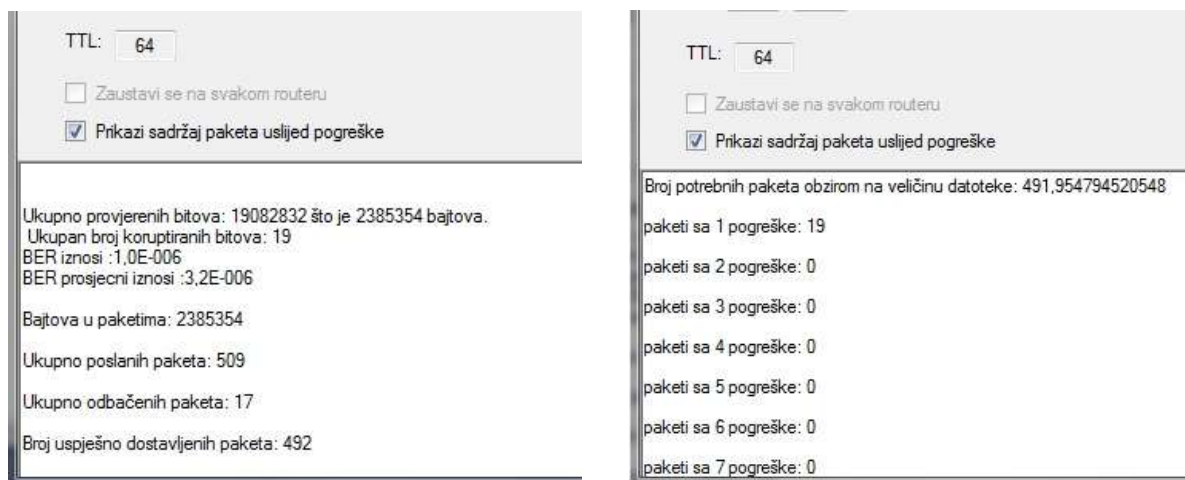 TTL: 64
Zaustavi se na svakom routeru
Prikazi sadržaj paketa uslijed pogreške
Ukupno provjerenih bitova: 19082832 što je 2385354 bajtova.
Ukupan broj koruptiranih bitova: 19
BER iznosi :1,0E-006
BER prosjecni iznosi :3,2E-006
Bajtova u paketima: 2385354
Ukupno poslanih paketa: 509
Ukupno odbačenih paketa: 17
Broj uspješno dostavljenih paketa: 492
TTL: 64
Zaustavi se na svakom routeru
Prikazi sadržaj paketa uslijed pogreške
Broj potrebnih paketa obzirom na veličinu datoteke: 491,954794520548
paketi sa 1 pogreške: 19
paketi sa 2 pogreške: 0
paketi sa 3 pogreške: 0
paketi sa 4 pogreške: 0
paketi sa 5 pogreške: 0
paketi sa 6 pogreške: 0
paketi sa 7 pogreške: 0